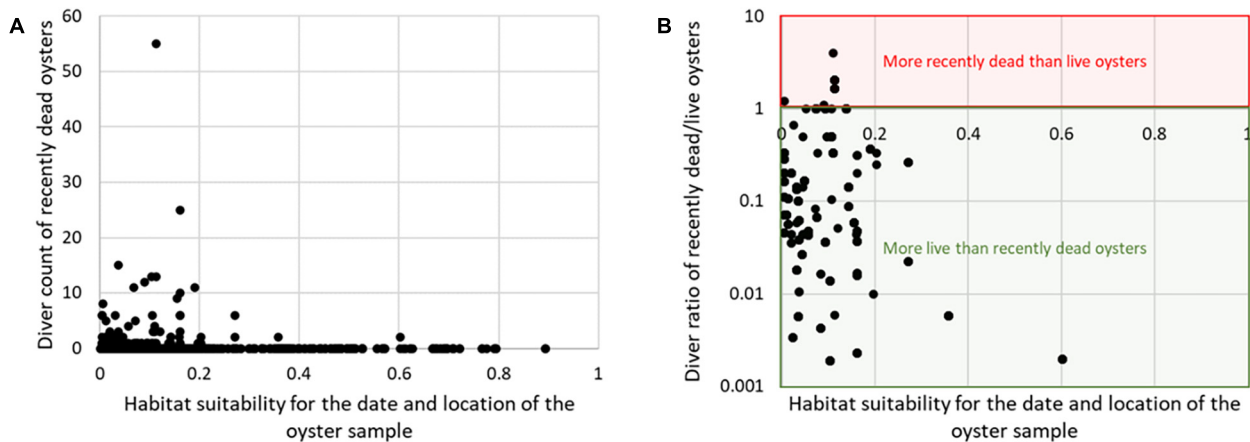 A
Diver count of recently dead oysters
60
50
40
30
20
10
0
0 0.2 0.4 0.6 0.8 1
Habitat suitability for the date and location of the
oyster sample
B
Diver ratio of recently dead/live oysters
10
1
0.1
0.01
0.001
More recently dead than live oysters
0 0.2 0.4 0.6 0.8 1
More live than recently dead oysters
Habitat suitability for the date and location of the
oyster sample